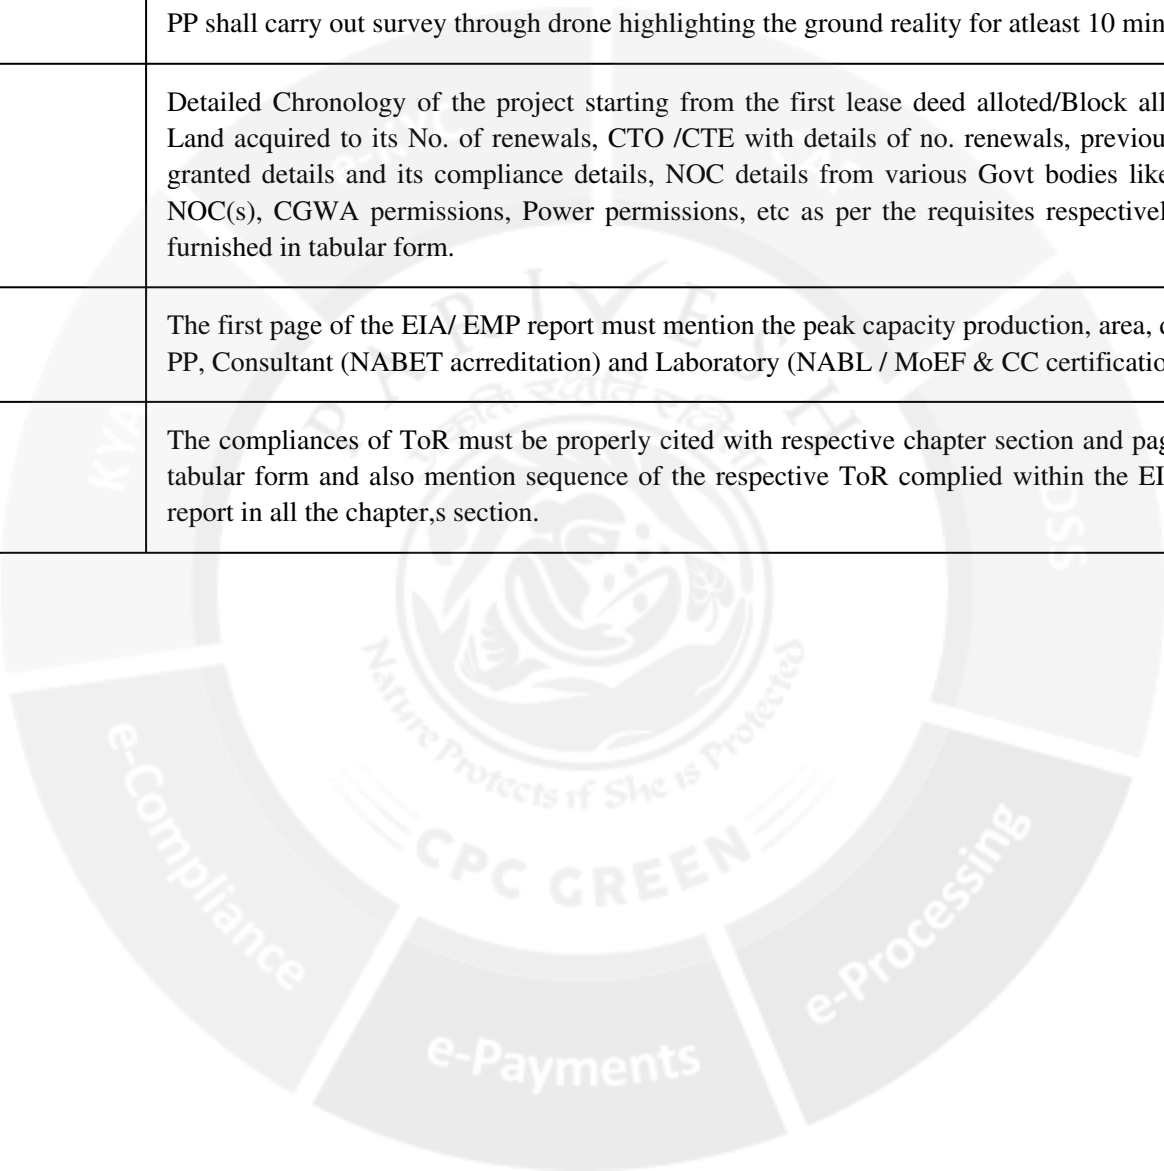 PP shall carry out survey through drone highlighting the ground reality for atleast 10 min
Detailed Chronology of the project starting from the first lease deed alloted/Block all
Land acquired to its No. of renewals, CTO /CTE with details of no. renewals, previou
granted details and its compliance details, NOC details from various Govt bodies like
NOC(s), CGWA permissions, Power permissions, etc as per the requisites respectivel
furnished in tabular form.
The first page of the EIA/ EMP report must mention the peak capacity production, area,
PP, Consultant (NABET acrreditation) and Laboratory (NABL / MoEF & CC certificatio
The compliances of ToR must be properly cited with respective chapter section and pag
tabular form and also mention sequence of the respective ToR complied within the EI
report in all the chapter,s section.
e-KYC
CAF
KYA
DSS
PARIVESH
Nature Protects if She is Protected
CPC GREEN
e-Compliance
e-Payments
e-Processing